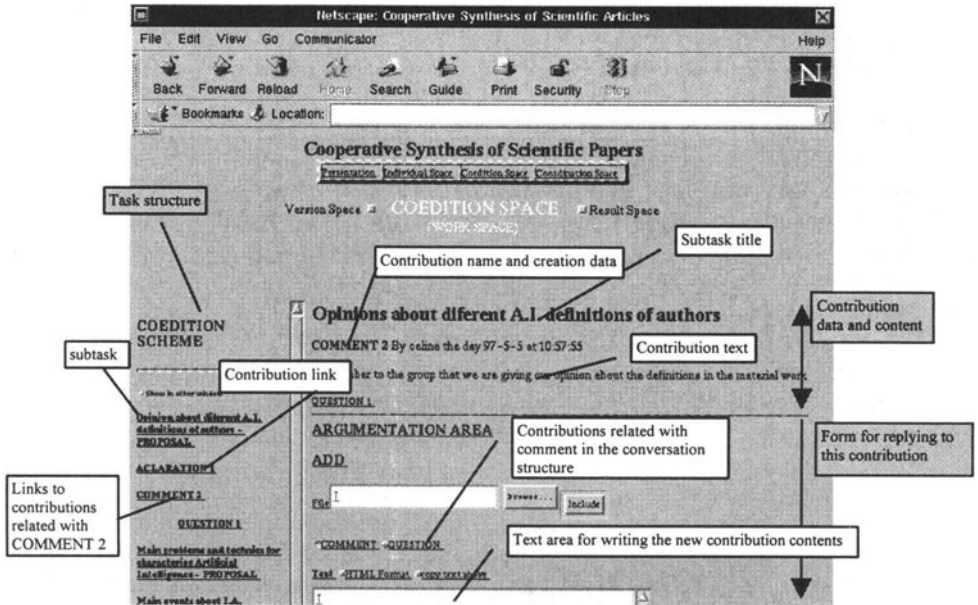 Netscape: Cooperative Synthesis of Scientific Articles
File Edit View Go Communicator Help
Back Forward Reload Home Search Guide Print Security Stop
N
Bookmarks Location:
Cooperative Synthesis of Scientific Papers
Presentation Individual Space Coedition Space Coordination Space
Task structure
Version Space COEDITION SPACE Result Space
(WORK SPACE)
Subtask title
Contribution name and creation data
Opinions about diferent A.I. definitions of authors
Contribution
data and content
COEDITION
SCHEME
COMMENT 2 By celina the day 97-5-5 at 10:57:55
subtask
Contribution text
Contribution link
to the group that we are giving our opinion about the definitions in the material work
Show in other window
QUESTION 1
Opinion about diferent A.I.
definitions of authors -
PROPOSAL
ARGUMENTATION AREA
Contributions related with
comment in the conversation
structure
Form for replying to
this contribution
ACLARATION 1
ADD
Links to
contributions
related with
COMMENT 2
COMMENT 2
File Browse... Include
QUESTION 1
Text area for writing the new contribution contents
COMMENT QUESTION
Main problems and technics for
characterise Artificial
Intelligence - PROPOSAL
Text HTML Format copy text above
Main events about I.A.